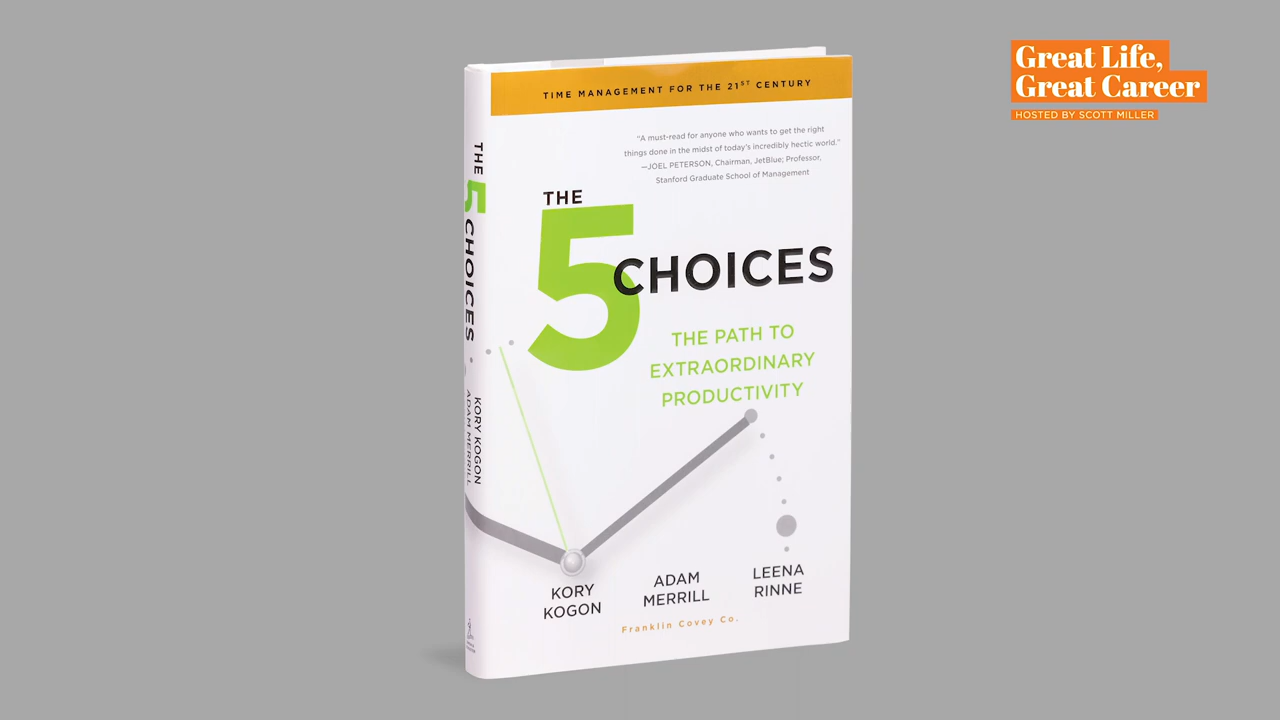 Great Life,
Great Career
HOSTED BY SCOTT MILLER
TIME MANAGEMENT FOR THE 21ST CENTURY
"A must-read for anyone who wants to get the right
things done in the midst of today's incredibly hectic world."
—JOEL PETERSON, Chairman, JetBlue; Professor,
Stanford Graduate School of Management
THE
5
CHOICES
THE PATH TO
EXTRAORDINARY
PRODUCTIVITY
KORY
KOGON
ADAM
MERRILL
LEENA
RINNE
Franklin Covey Co.
THE 5 CHOICES
KORY KOGON
ADAM MERRILL